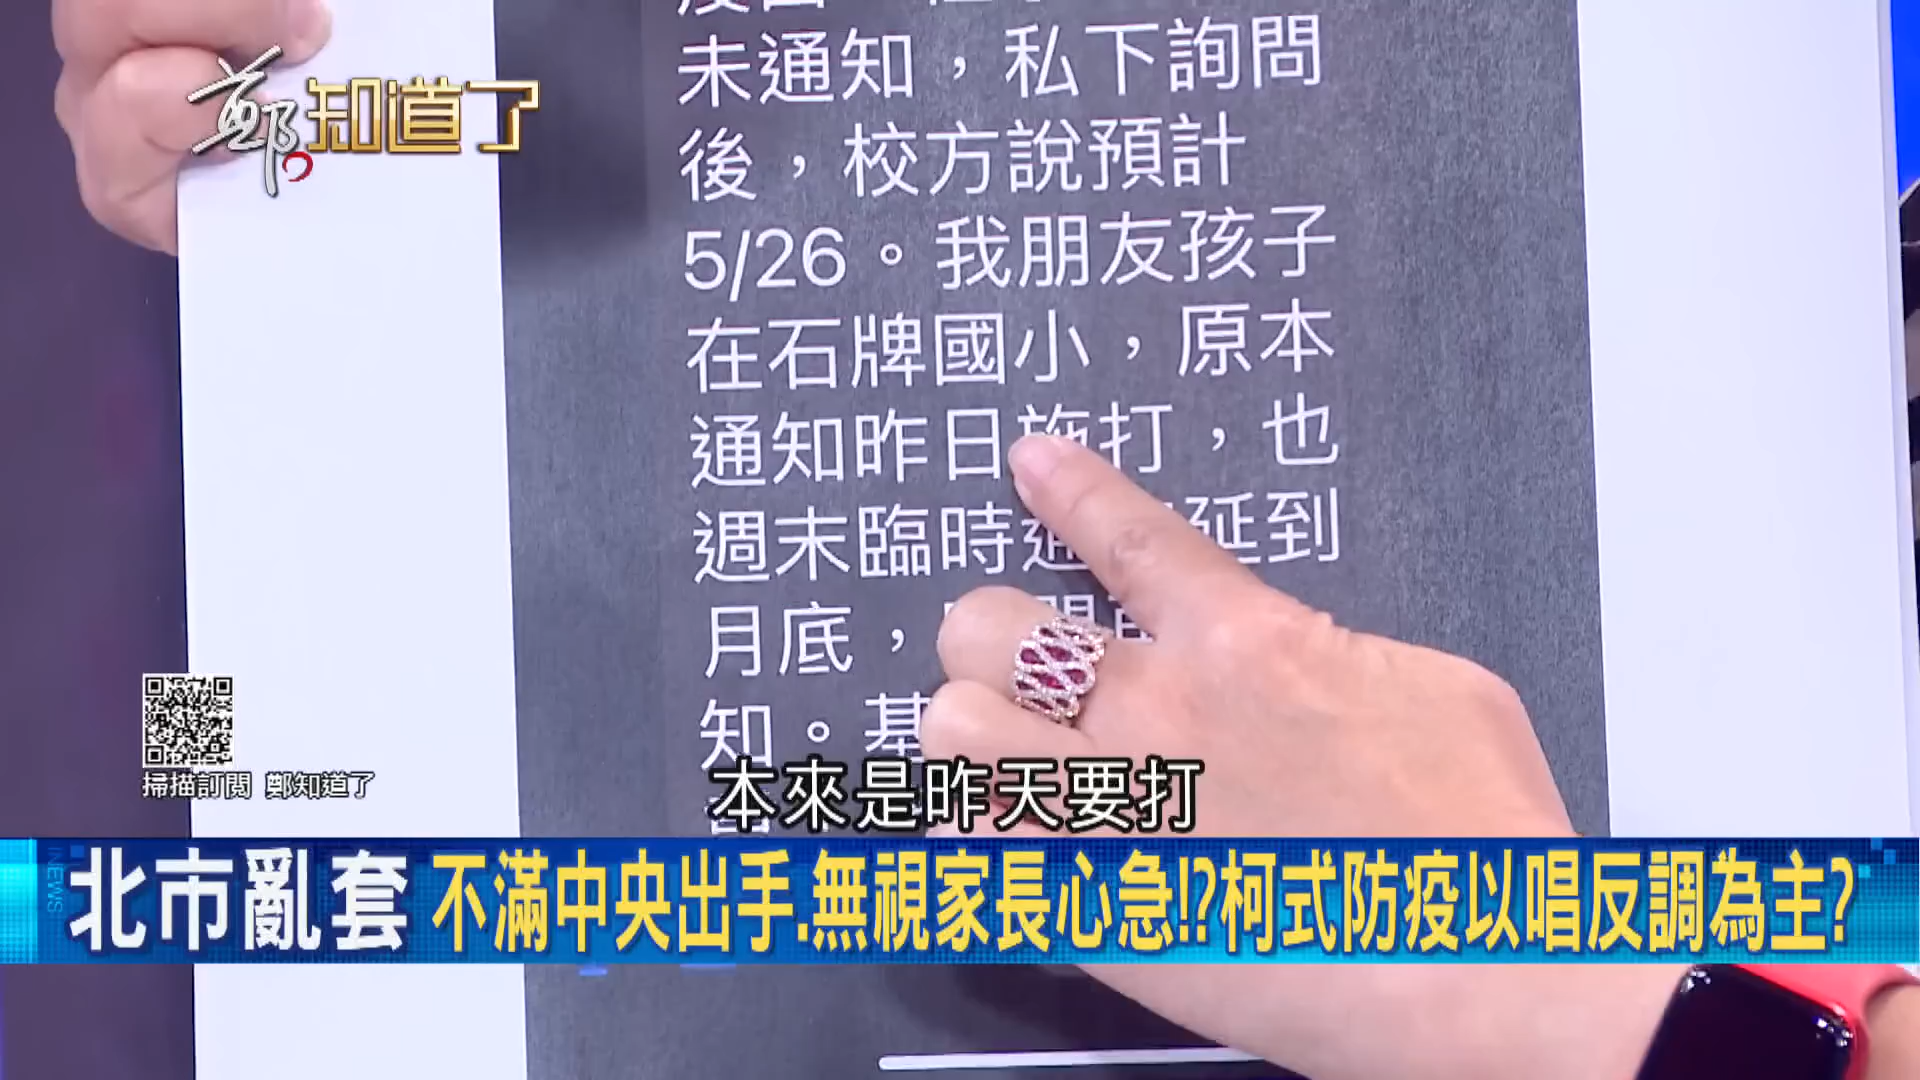 鄭知道了
未通知，私下詢問
後，校方說預計
5/26。我朋友孩子
在石牌國小，原本
通知昨日施打，也
週末臨時通 延到
月底，
知。基
掃描訂閱 鄭知道了
本來是昨天要打
NEWS
北市亂套 不滿中央出手.無視家長心急!?柯式防疫以唱反調為主?